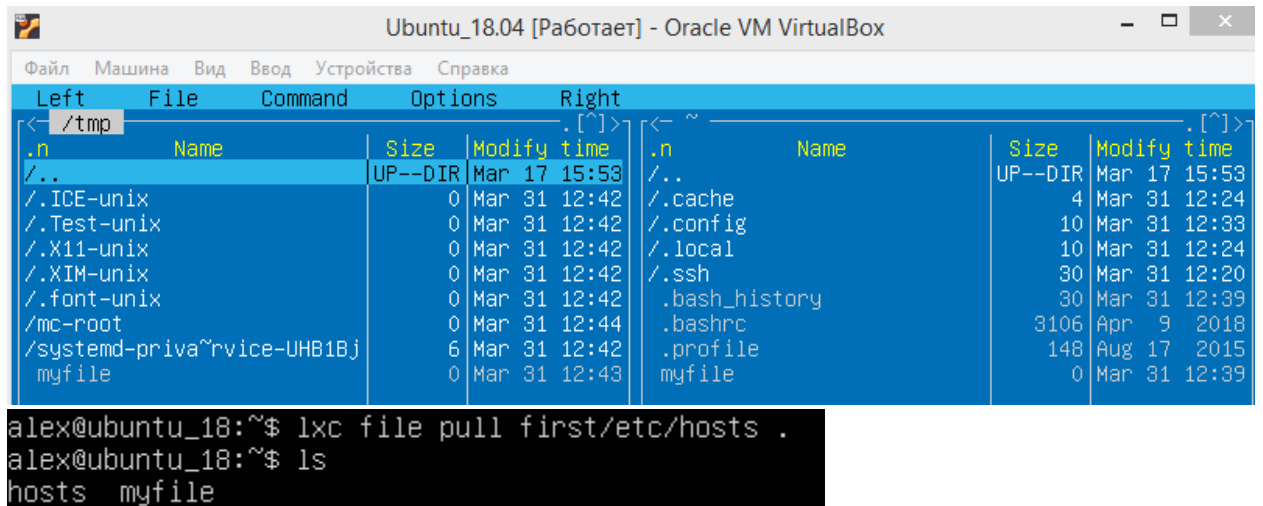 Ubuntu_18.04 [Работает] - Oracle VM VirtualBox
Файл Машина Вид Ввод Устройства Справка
Left File Command Options Right
<─ /tmp ─.[^]>
.n Name Size Modify time
/.. UP--DIR Mar 17 15:53
/.ICE-unix 0 Mar 31 12:42
/.Test-unix 0 Mar 31 12:42
/.X11-unix 0 Mar 31 12:42
/.XIM-unix 0 Mar 31 12:42
/.font-unix 0 Mar 31 12:42
/mc-root 0 Mar 31 12:44
/systemd-priva~rvice-UHB1Bj 6 Mar 31 12:42
myfile 0 Mar 31 12:43
<─ ~ ─.[^]>
.n Name Size Modify time
/.. UP--DIR Mar 17 15:53
/.cache 4 Mar 31 12:24
/.config 10 Mar 31 12:33
/.local 10 Mar 31 12:24
/.ssh 30 Mar 31 12:20
.bash_history 30 Mar 31 12:39
.bashrc 3106 Apr 9 2018
.profile 148 Aug 17 2015
myfile 0 Mar 31 12:39
alex@ubuntu_18:~$ lxc file pull first/etc/hosts .
alex@ubuntu_18:~$ ls
hosts myfile